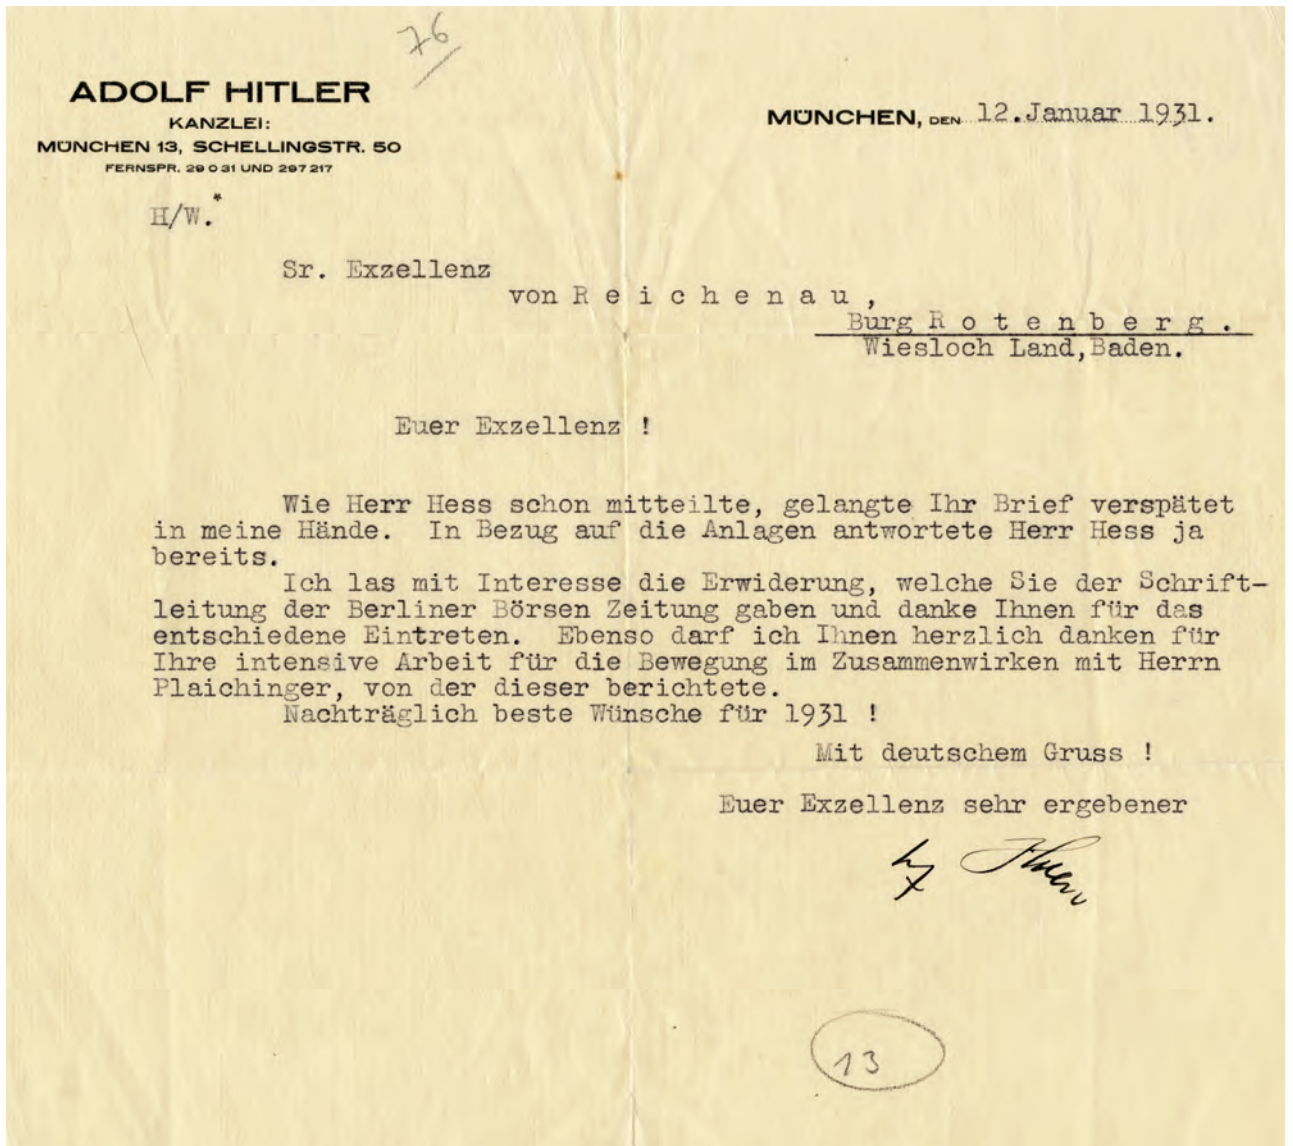 76
ADOLF HITLER
KANZLEI:
MÜNCHEN 13, SCHELLINGSTR. 50
FERNSPR. 29031 UND 297217
MÜNCHEN, DEN 12.Januar 1931.
H/W.*
Sr. Exzellenz
von R e i c h e n a u ,
Burg R o t e n b e r g .
Wiesloch Land,Baden.
Euer Exzellenz !
Wie Herr Hess schon mitteilte, gelangte Ihr Brief verspätet
in meine Hände. In Bezug auf die Anlagen antwortete Herr Hess ja
bereits.
Ich las mit Interesse die Erwiderung, welche Sie der Schrift-
leitung der Berliner Börsen Zeitung gaben und danke Ihnen für das
entschiedene Eintreten. Ebenso darf ich Ihnen herzlich danken für
Ihre intensive Arbeit für die Bewegung im Zusammenwirken mit Herrn
Plaichinger, von der dieser berichtete.
Nachträglich beste Wünsche für 1931 !
Mit deutschem Gruss !
Euer Exzellenz sehr ergebener
13